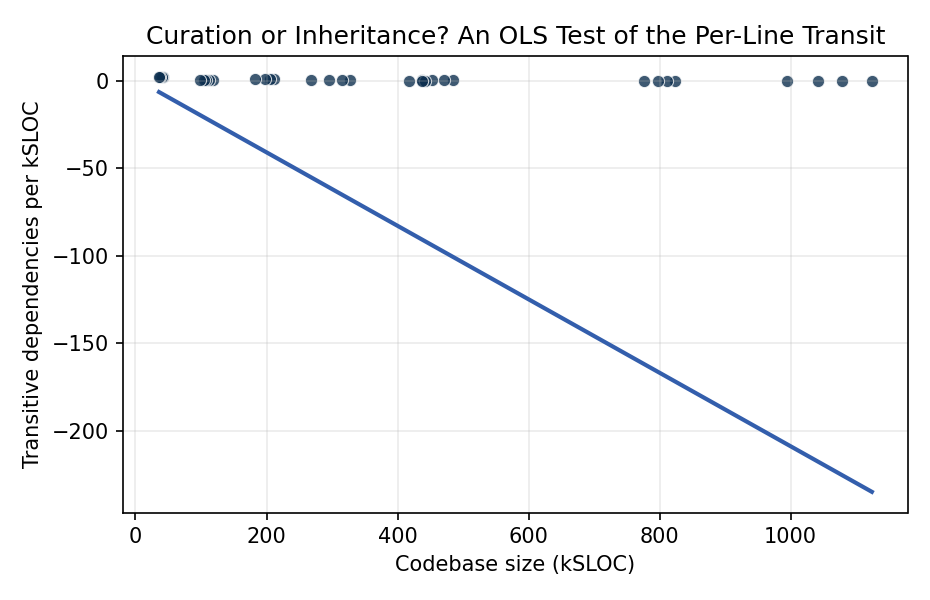 Curation or Inheritance? An OLS Test of the Per-Line Transit
0
−50
−100
−150
−200
Transitive dependencies per kSLOC
0 200 400 600 800 1000
Codebase size (kSLOC)